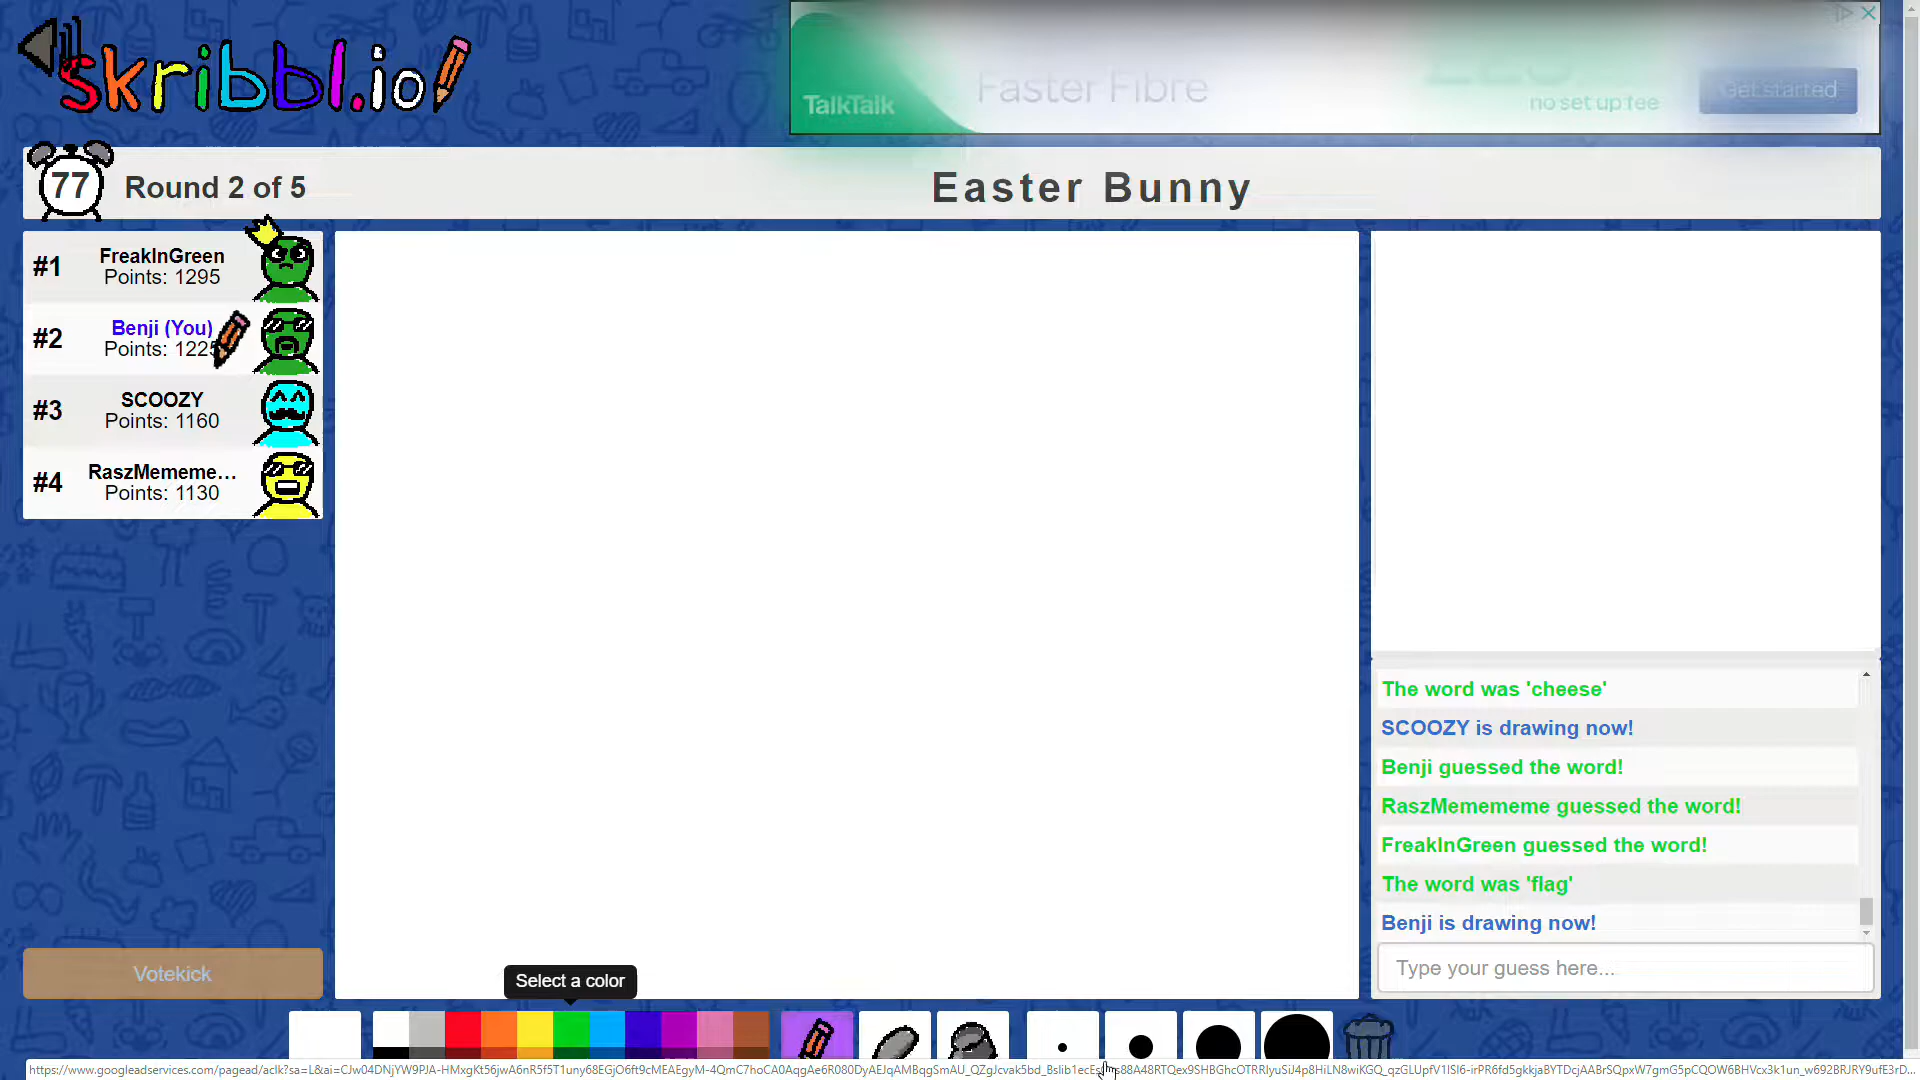 skribbl.io
TalkTalk
Faster Fibre
no set up fee
Get started
77
Round 2 of 5
Easter Bunny
#1
FreakInGreen
Points: 1295
#2
Benji (You)
Points: 1225
#3
SCOOZY
Points: 1160
#4
RaszMememe...
Points: 1130
The word was 'cheese'
SCOOZY is drawing now!
Benji guessed the word!
RaszMemememe guessed the word!
FreakInGreen guessed the word!
The word was 'flag'
Benji is drawing now!
Type your guess here...
Votekick
Select a color